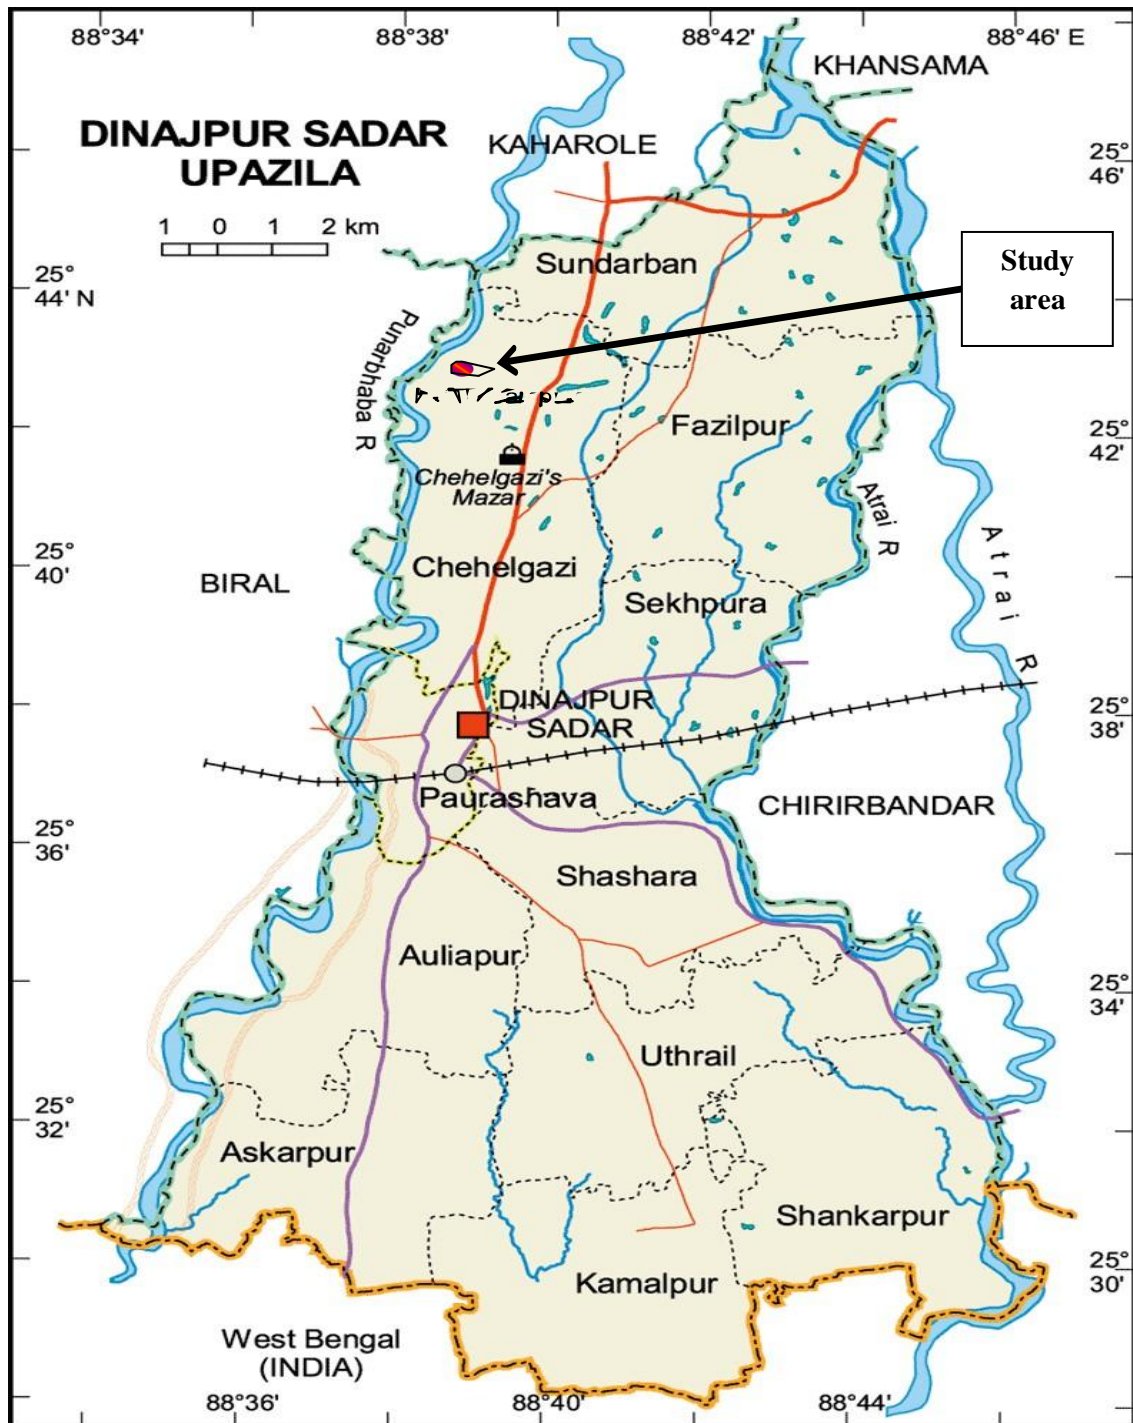 88°34'
88°38'
88°42'
88°46' E
KHANSAMA
DINAJPUR SADAR
UPAZILA
KAHAROLE
25°
46'
1 0 1 2 km
Study
area
Sundarban
25°
44' N
Punarbhaba R
Fazilpur
25°
42'
Chehelgazi's
Mazar
Atrai R
Atrai R
25°
40'
BIRAL
Chehelgazi
Sekhpura
DINAJPUR
SADAR
25°
38'
Paurashava
CHIRIRBANDAR
25°
36'
Shashara
Auliapur
25°
34'
Uthrail
25°
32'
Askarpur
Shankarpur
25°
30'
Kamalpur
West Bengal
(INDIA)
88°36'
88°40'
88°44'